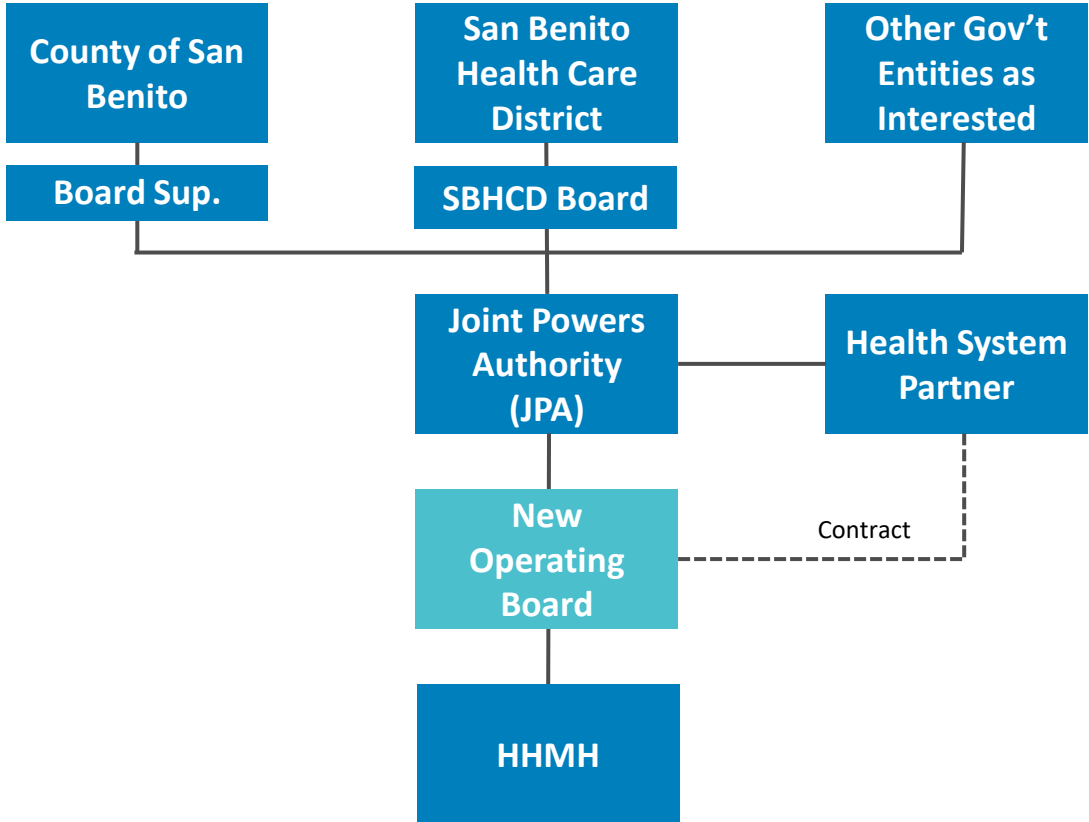 County of San
Benito
San Benito
Health Care
District
Other Gov’t
Entities as
Interested
Board Sup.
SBHCD Board
Joint Powers
Authority
(JPA)
Health System
Partner
New
Operating
Board
Contract
HHMH